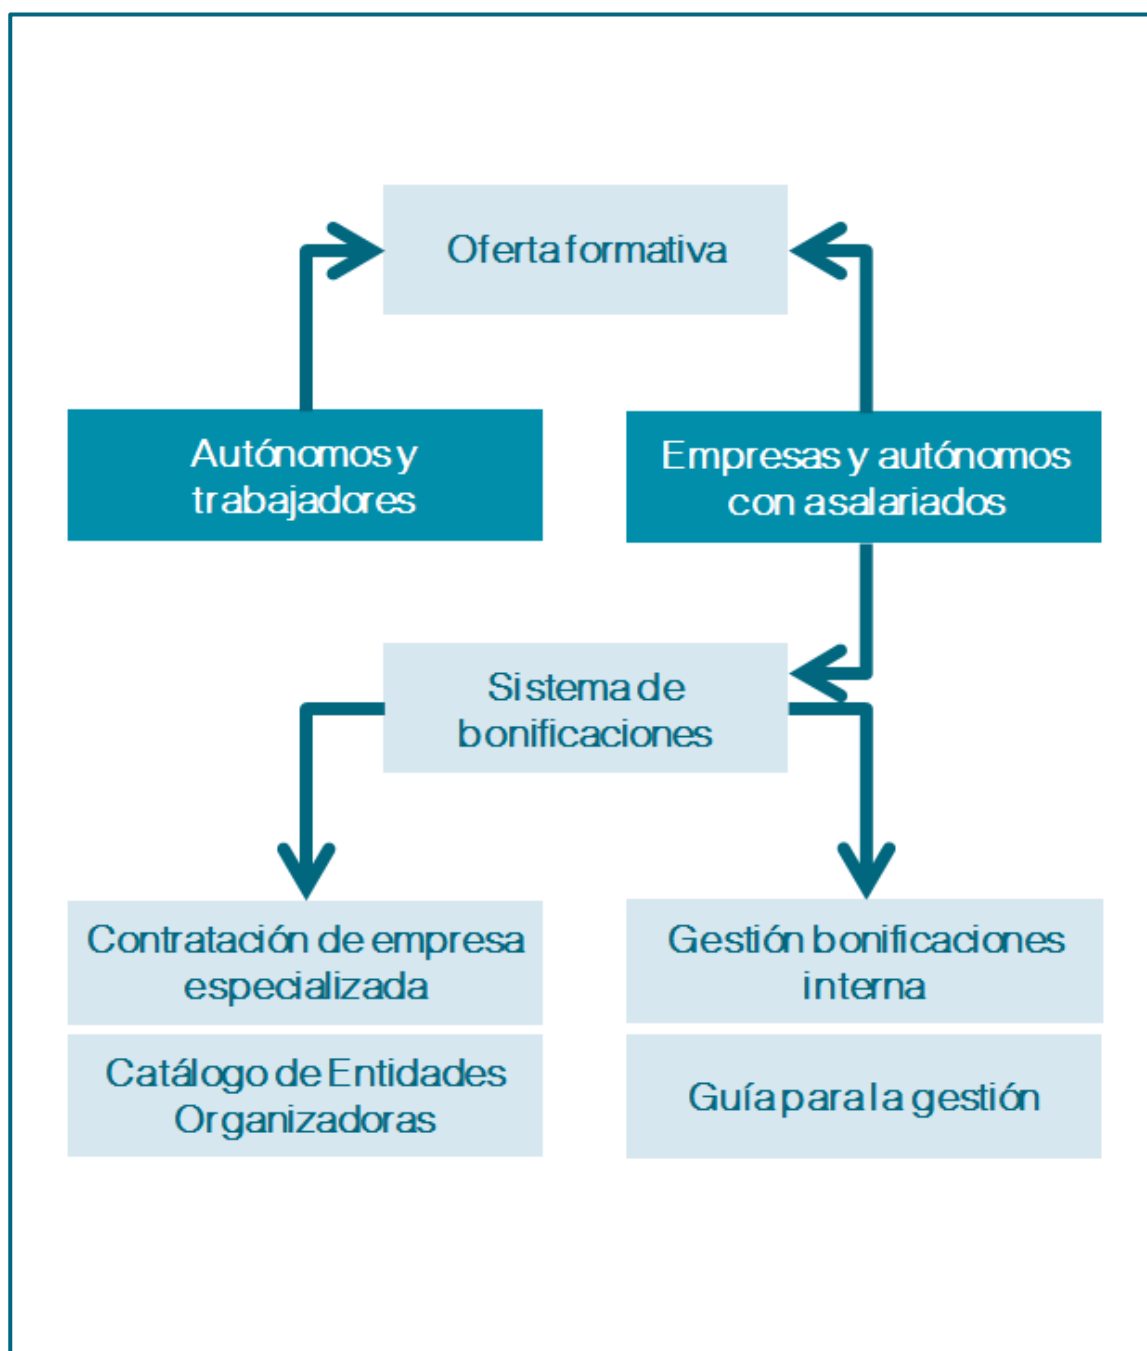 Oferta formativa
Autónomos y
trabajadores
Empresas y autónomos
con asalariados
Sistema de
bonificaciones
Contratación de empresa
especializada
Gestión bonificaciones
interna
Catálogo de Entidades
Organizadoras
Guía para la gestión